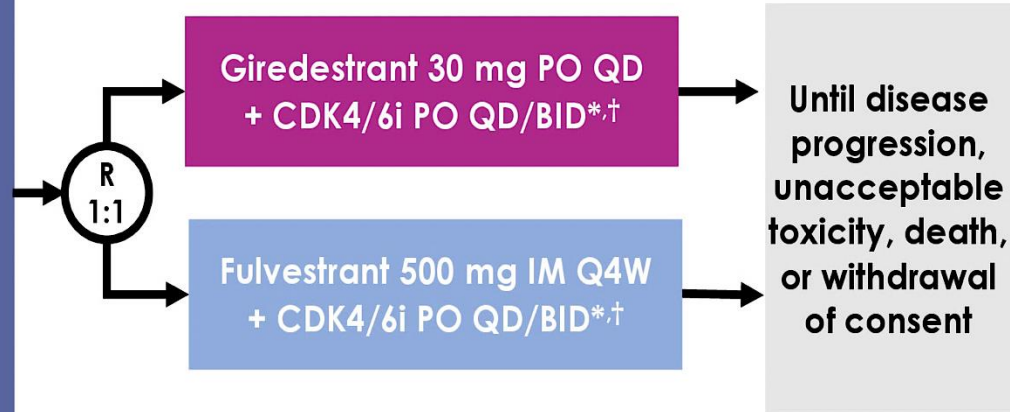 R
1:1
Giredestrant 30 mg PO QD
+ CDK4/6i PO QD/BID*,†
Fulvestrant 500 mg IM Q4W
+ CDK4/6i PO QD/BID*,†
Until disease
progression,
unacceptable
toxicity, death,
or withdrawal
of consent